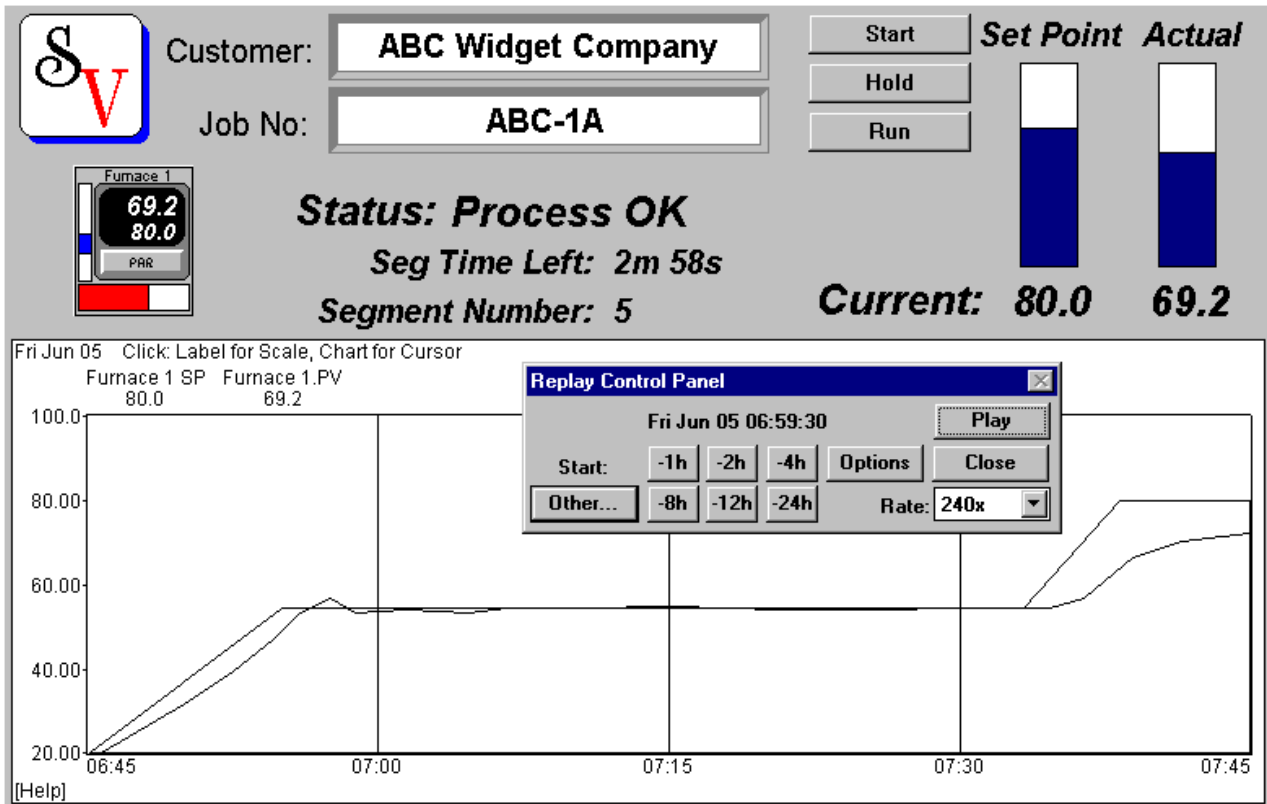 SV
Customer: ABC Widget Company
Job No: ABC-1A
Start
Hold
Run
Set Point Actual
Furnace 1
69.2
80.0
PAR
Status: Process OK
Seg Time Left: 2m 58s
Segment Number: 5
Current: 80.0 69.2
Fri Jun 05 Click: Label for Scale, Chart for Cursor
Furnace 1 SP Furnace 1.PV
80.0 69.2
Replay Control Panel
Fri Jun 05 06:59:30 Play
Start: -1h -2h -4h Options Close
Other... -8h -12h -24h Rate: 240x
100.0
80.00
60.00
40.00
20.00
06:45 07:00 07:15 07:30 07:45
[Help]